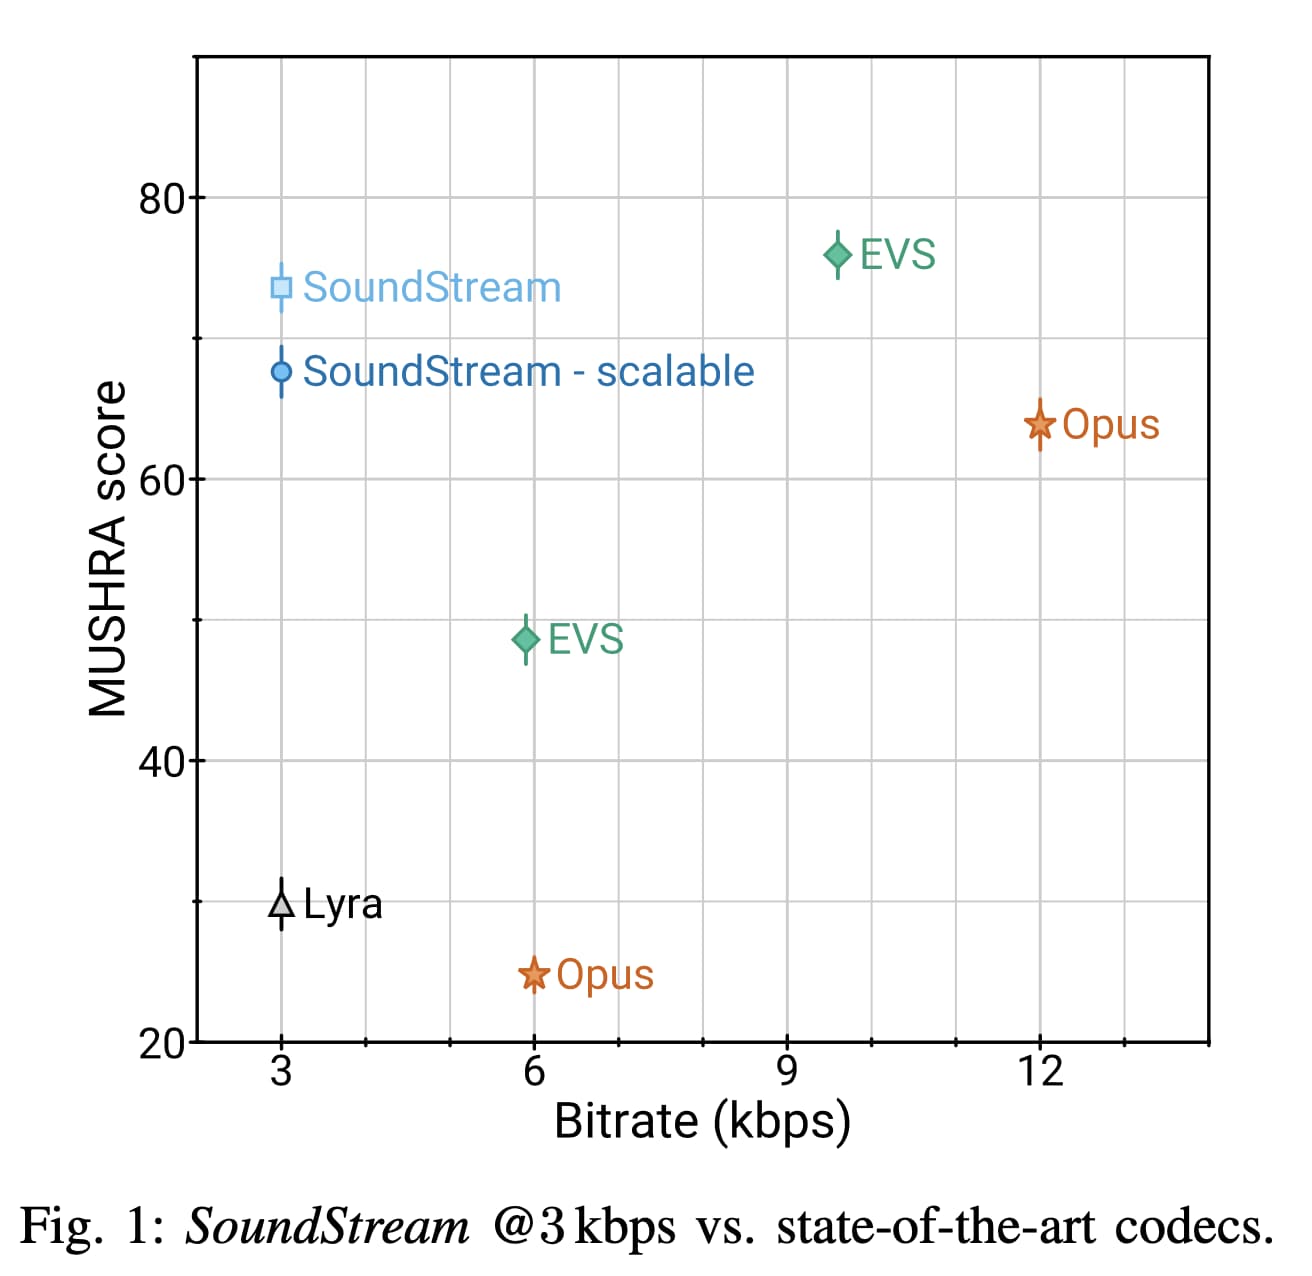 80
EVS
SoundStream
SoundStream - scalable
Opus
MUSHRA score
60
EVS
40
Lyra
Opus
20
3 6 9 12
Bitrate (kbps)
Fig. 1: SoundStream @3 kbps vs. state-of-the-art codecs.